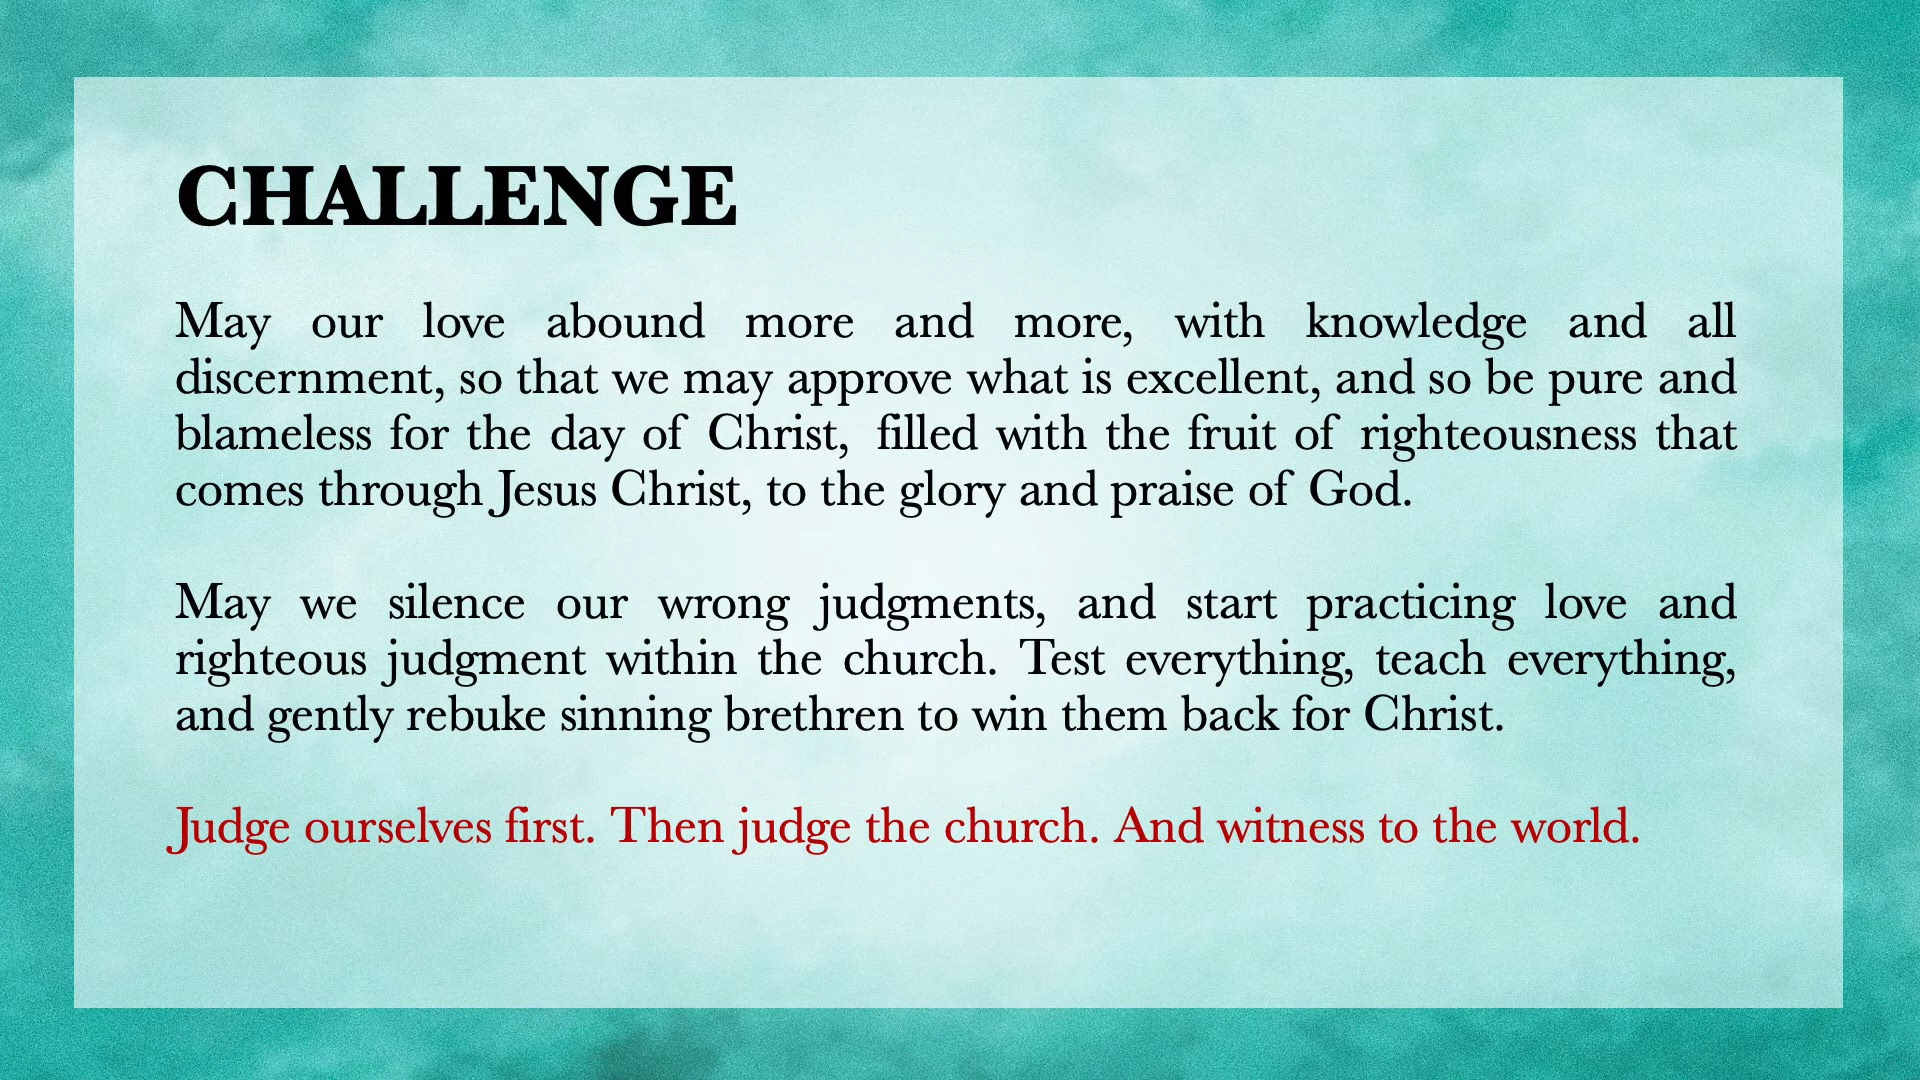 CHALLENGE
May our love abound more and more, with knowledge and all
discernment, so that we may approve what is excellent, and so be pure and
blameless for the day of Christ, filled with the fruit of righteousness that
comes through Jesus Christ, to the glory and praise of God.
May we silence our wrong judgments, and start practicing love and
righteous judgment within the church. Test everything, teach everything,
and gently rebuke sinning brethren to win them back for Christ.
Judge ourselves first. Then judge the church. And witness to the world.